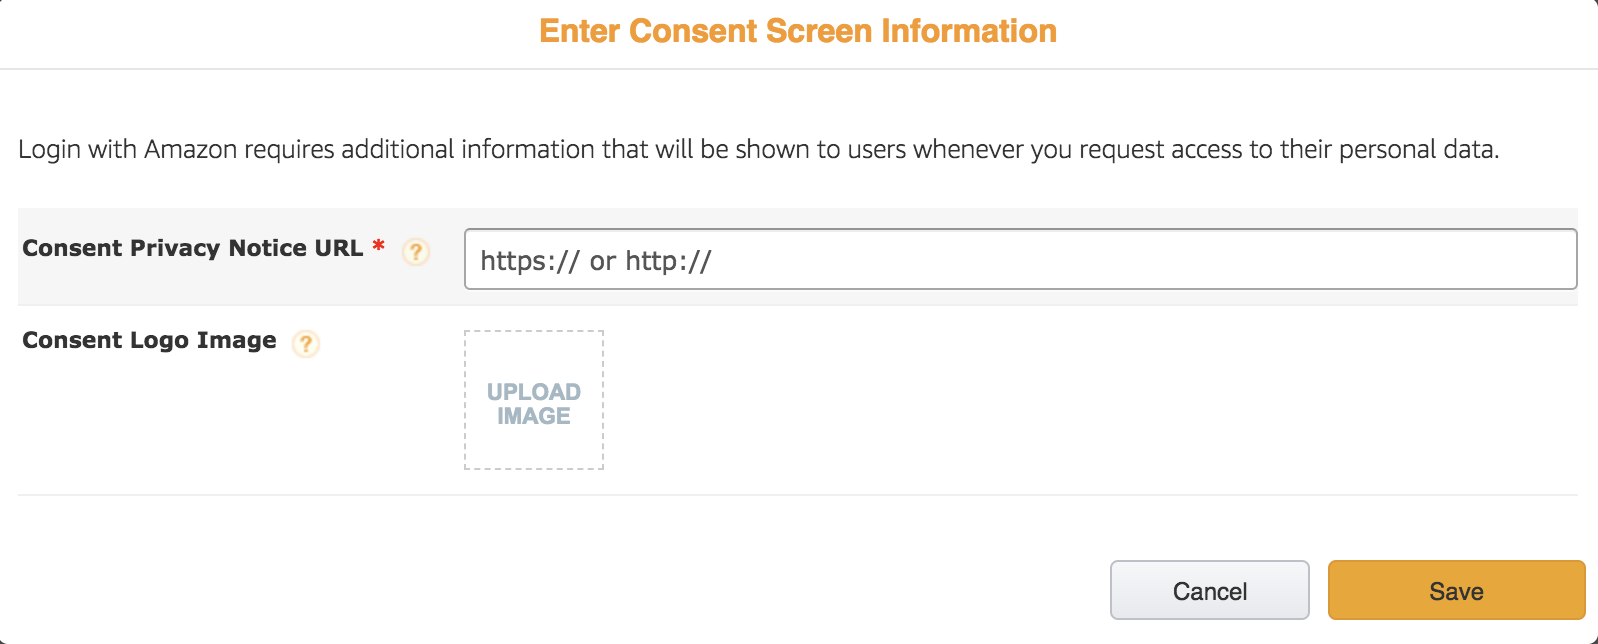 Enter Consent Screen Information
Login with Amazon requires additional information that will be shown to users whenever you request access to their personal data.
Consent Privacy Notice URL * ?
https:// or http://
Consent Logo Image ?
UPLOAD
IMAGE
Cancel
Save